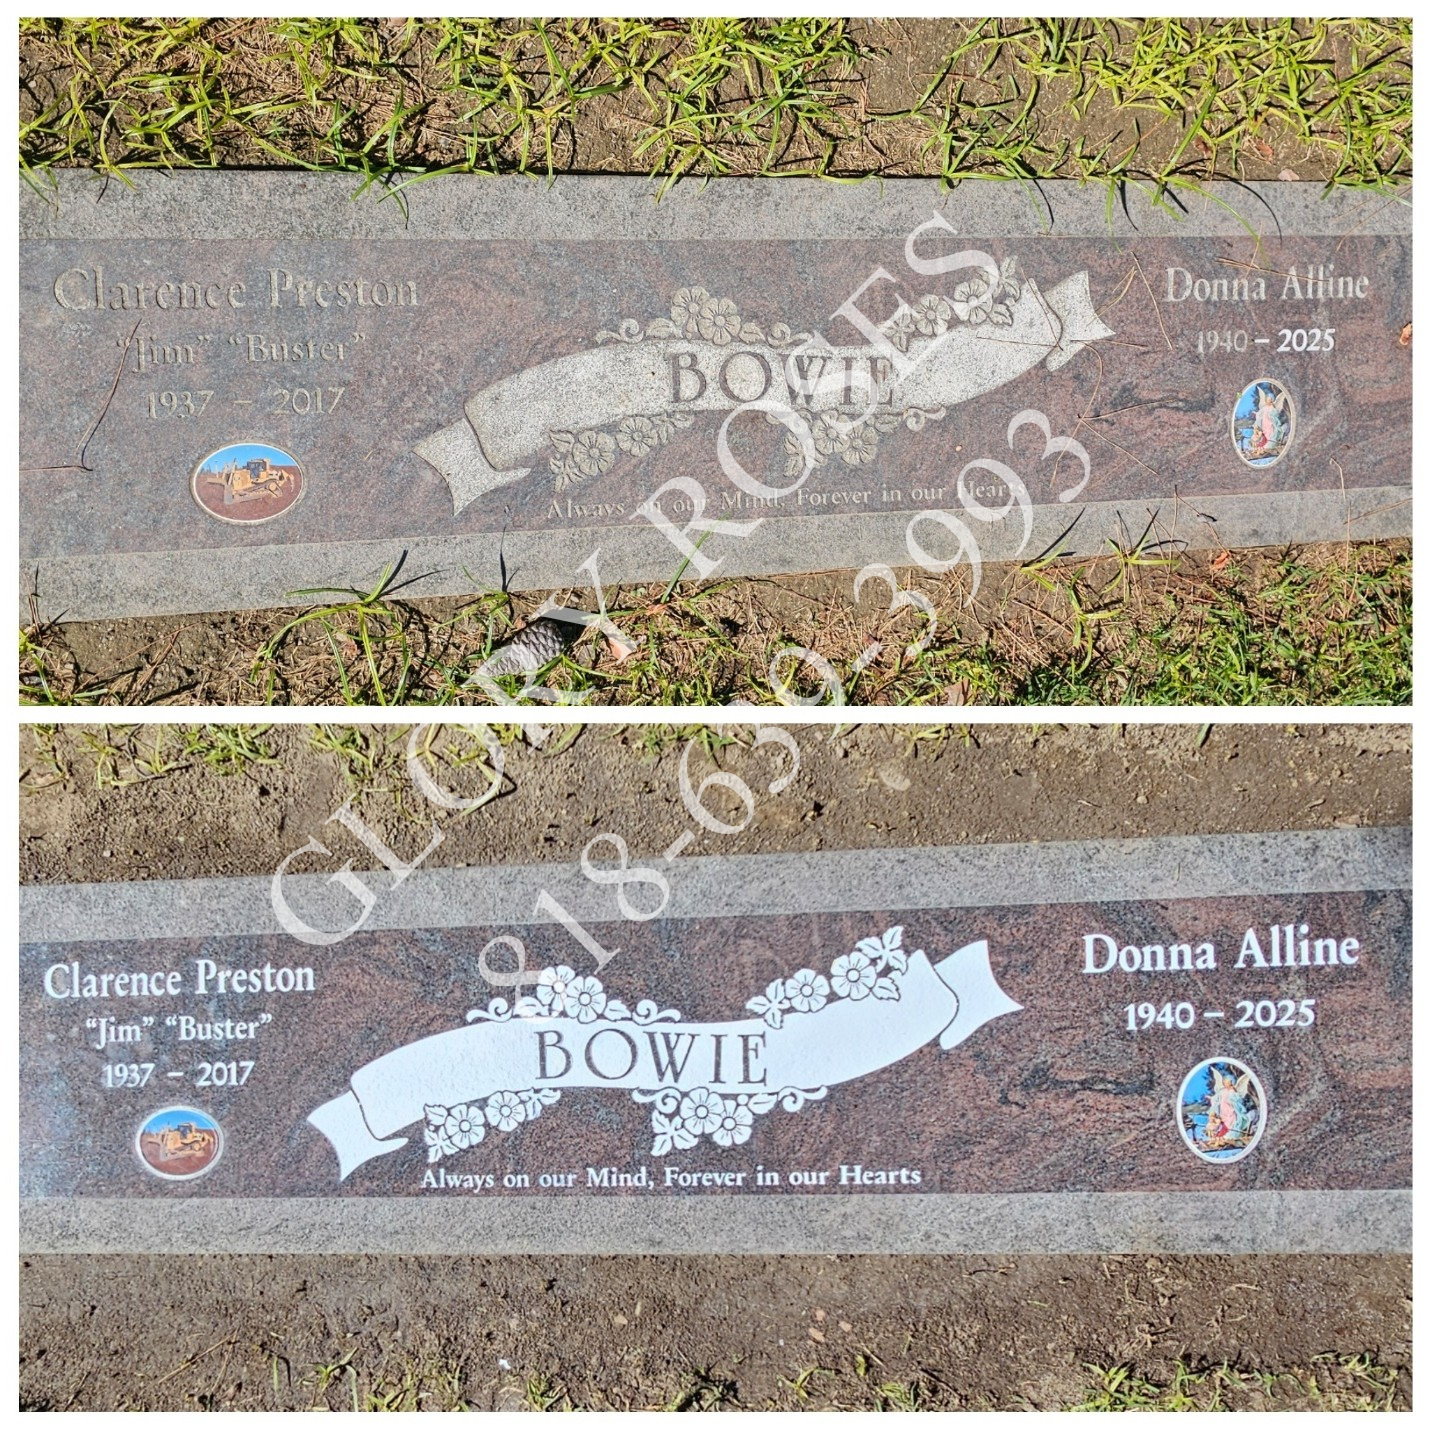 Clarence Preston
“Jim” “Buster”
1937 – 2017
BOWIE
Always on our Mind, Forever in our Hearts
Donna Alline
1940 – 2025
GLORY ROSES
818-639-3993
Clarence Preston
“Jim” “Buster”
1937 – 2017
BOWIE
Always on our Mind, Forever in our Hearts
Donna Alline
1940 – 2025